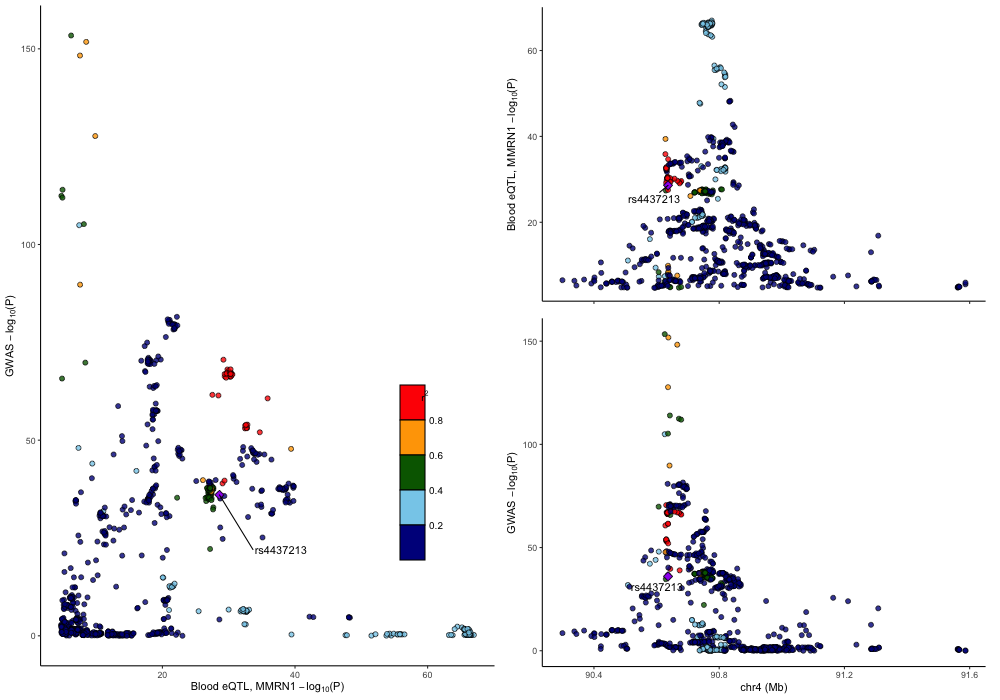 150
100
50
0
GWAS −log10(P)
20
40
60
Blood eQTL, MMRN1 −log10(P)
rs4437213
r2
0.8
0.6
0.4
0.2
60
40
20
Blood eQTL, MMRN1 −log10(P)
rs4437213
150
100
50
0
GWAS −log10(P)
rs4437213
90.4
90.8
91.2
91.6
chr4 (Mb)